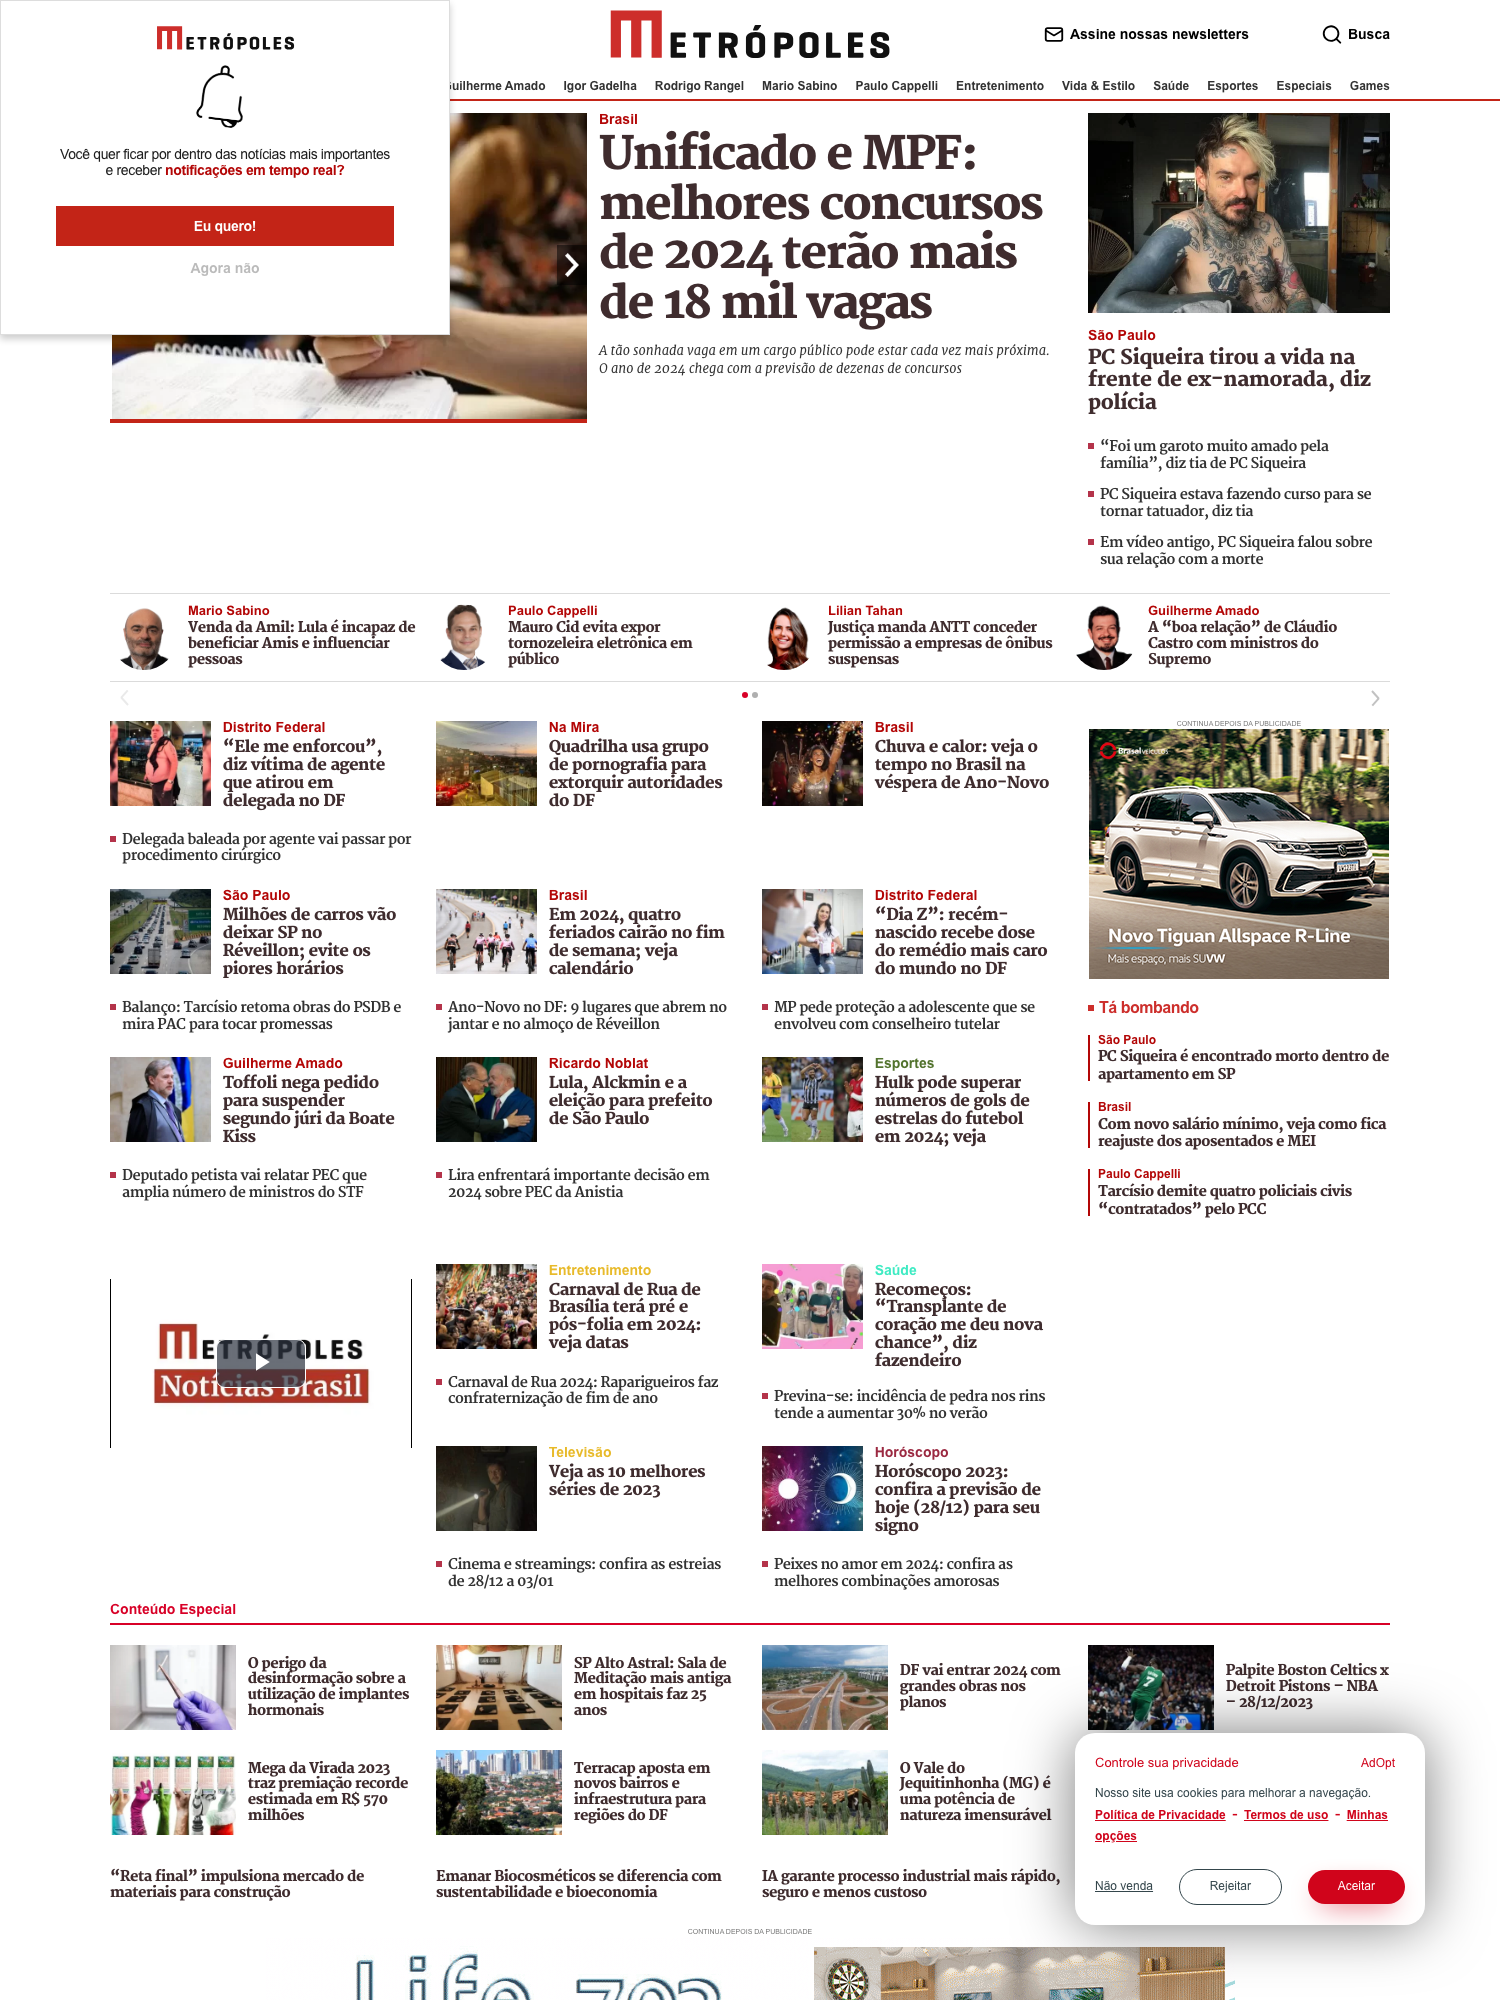 METRÓPOLES
Você quer ficar por dentro das notícias mais importantes
e receber notificações em tempo real?
Eu quero!
Agora não
METRÓPOLES
Assine nossas newsletters
Busca
Guilherme Amado Igor Gadelha Rodrigo Rangel Mario Sabino Paulo Cappelli Entretenimento Vida & Estilo Saúde Esportes Especiais Games
Brasil
Unificado e MPF:
melhores concursos
de 2024 terão mais
de 18 mil vagas
A tão sonhada vaga em um cargo público pode estar cada vez mais próxima.
O ano de 2024 chega com a previsão de dezenas de concursos
São Paulo
PC Siqueira tirou a vida na
frente de ex-namorada, diz
polícia
“Foi um garoto muito amado pela
família”, diz tia de PC Siqueira
PC Siqueira estava fazendo curso para se
tornar tatuador, diz tia
Em vídeo antigo, PC Siqueira falou sobre
sua relação com a morte
Mario Sabino
Venda da Amil: Lula é incapaz de
beneficiar Amis e influenciar
pessoas
Paulo Cappelli
Mauro Cid evita expor
tornozeleira eletrônica em
público
Lilian Tahan
Justiça manda ANTT conceder
permissão a empresas de ônibus
suspensas
Guilherme Amado
A “boa relação” de Cláudio
Castro com ministros do
Supremo
Distrito Federal
“Ele me enforcou”,
diz vítima de agente
que atirou em
delegada no DF
Delegada baleada por agente vai passar por
procedimento cirúrgico
Na Mira
Quadrilha usa grupo
de pornografia para
extorquir autoridades
do DF
Brasil
Chuva e calor: veja o
tempo no Brasil na
véspera de Ano-Novo
CONTINUA DEPOIS DA PUBLICIDADE
Brasal veículos
Novo Tiguan Allspace R-Line
Mais espaço, mais SUVW
São Paulo
Milhões de carros vão
deixar SP no
Réveillon; evite os
piores horários
Balanço: Tarcísio retoma obras do PSDB e
mira PAC para tocar promessas
Brasil
Em 2024, quatro
feriados cairão no fim
de semana; veja
calendário
Ano-Novo no DF: 9 lugares que abrem no
jantar e no almoço de Réveillon
Distrito Federal
“Dia Z”: recém-
nascido recebe dose
do remédio mais caro
do mundo no DF
MP pede proteção a adolescente que se
envolveu com conselheiro tutelar
Guilherme Amado
Toffoli nega pedido
para suspender
segundo júri da Boate
Kiss
Deputado petista vai relatar PEC que
amplia número de ministros do STF
Ricardo Noblat
Lula, Alckmin e a
eleição para prefeito
de São Paulo
Lira enfrentará importante decisão em
2024 sobre PEC da Anistia
Esportes
Hulk pode superar
números de gols de
estrelas do futebol
em 2024; veja
Tá bombando
São Paulo
PC Siqueira é encontrado morto dentro de
apartamento em SP
Brasil
Com novo salário mínimo, veja como fica
reajuste dos aposentados e MEI
Paulo Cappelli
Tarcísio demite quatro policiais civis
“contratados” pelo PCC
METRÓPOLES
Notícias Brasil
Entretenimento
Carnaval de Rua de
Brasília terá pré e
pós-folia em 2024:
veja datas
Carnaval de Rua 2024: Raparigueiros faz
confraternização de fim de ano
Saúde
Recomeços:
“Transplante de
coração me deu nova
chance”, diz
fazendeiro
Previna-se: incidência de pedra nos rins
tende a aumentar 30% no verão
Televisão
Veja as 10 melhores
séries de 2023
Cinema e streamings: confira as estreias
de 28/12 a 03/01
Horóscopo
Horóscopo 2023:
confira a previsão de
hoje (28/12) para seu
signo
Peixes no amor em 2024: confira as
melhores combinações amorosas
Conteúdo Especial
O perigo da
desinformação sobre a
utilização de implantes
hormonais
SP Alto Astral: Sala de
Meditação mais antiga
em hospitais faz 25
anos
DF vai entrar 2024 com
grandes obras nos
planos
7
Palpite Boston Celtics x
Detroit Pistons – NBA
– 28/12/2023
Mega da Virada 2023
traz premiação recorde
estimada em R$ 570
milhões
Terracap aposta em
novos bairros e
infraestrutura para
regiões do DF
O Vale do
Jequitinhonha (MG) é
uma potência de
natureza imensurável
“Reta final” impulsiona mercado de
materiais para construção
Emanar Biocosméticos se diferencia com
sustentabilidade e bioeconomia
IA garante processo industrial mais rápido,
seguro e menos custoso
Controle sua privacidade
AdOpt
Nosso site usa cookies para melhorar a navegação.
Política de Privacidade - Termos de uso - Minhas
opções
Não venda
Rejeitar
Aceitar
CONTINUA DEPOIS DA PUBLICIDADE
Life 702